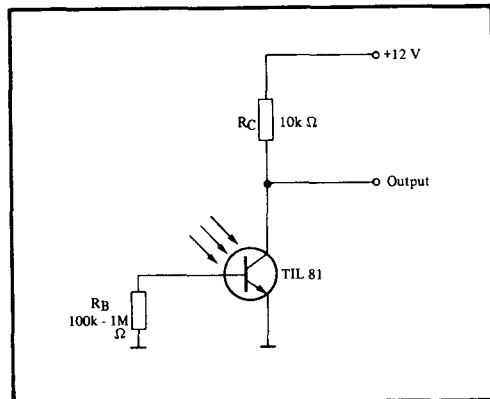 +12 V
RC 10k Ω
Output
TIL 81
RB
100k - 1M
Ω